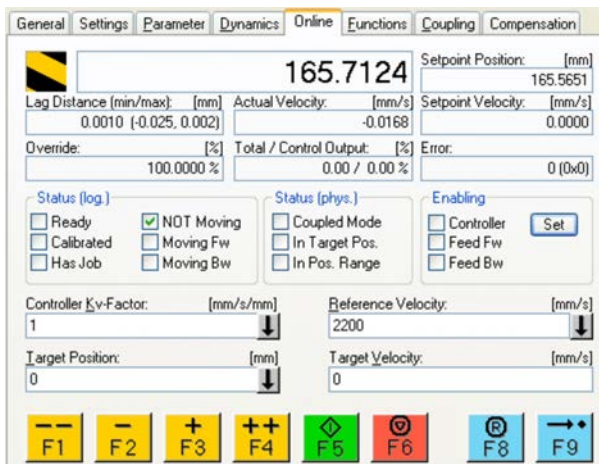 General Settings Parameter Dynamics Online Functions Coupling Compensation
165.7124
Setpoint Position: [mm]
165.5651
Lag Distance (min/max): [mm] Actual Velocity: [mm/s] Setpoint Velocity: [mm/s]
0.0010 (-0.025, 0.002) -0.0168 0.0000
Override: [%] Total / Control Output: [%] Error:
100.0000 % 0.00 / 0.00 % 0 (0x0)
Status (log.) Status (phys.) Enabling
Ready NOT Moving Coupled Mode Controller Set
Calibrated Moving Fw In Target Pos. Feed Fw
Has Job Moving Bw In Pos. Range Feed Bw
Controller Kv-Factor: [mm/s/mm] Reference Velocity: [mm/s]
1 2200
Target Position: [mm] Target Velocity: [mm/s]
0 0
-- - + ++ R
F1 F2 F3 F4 F5 F6 F8 F9